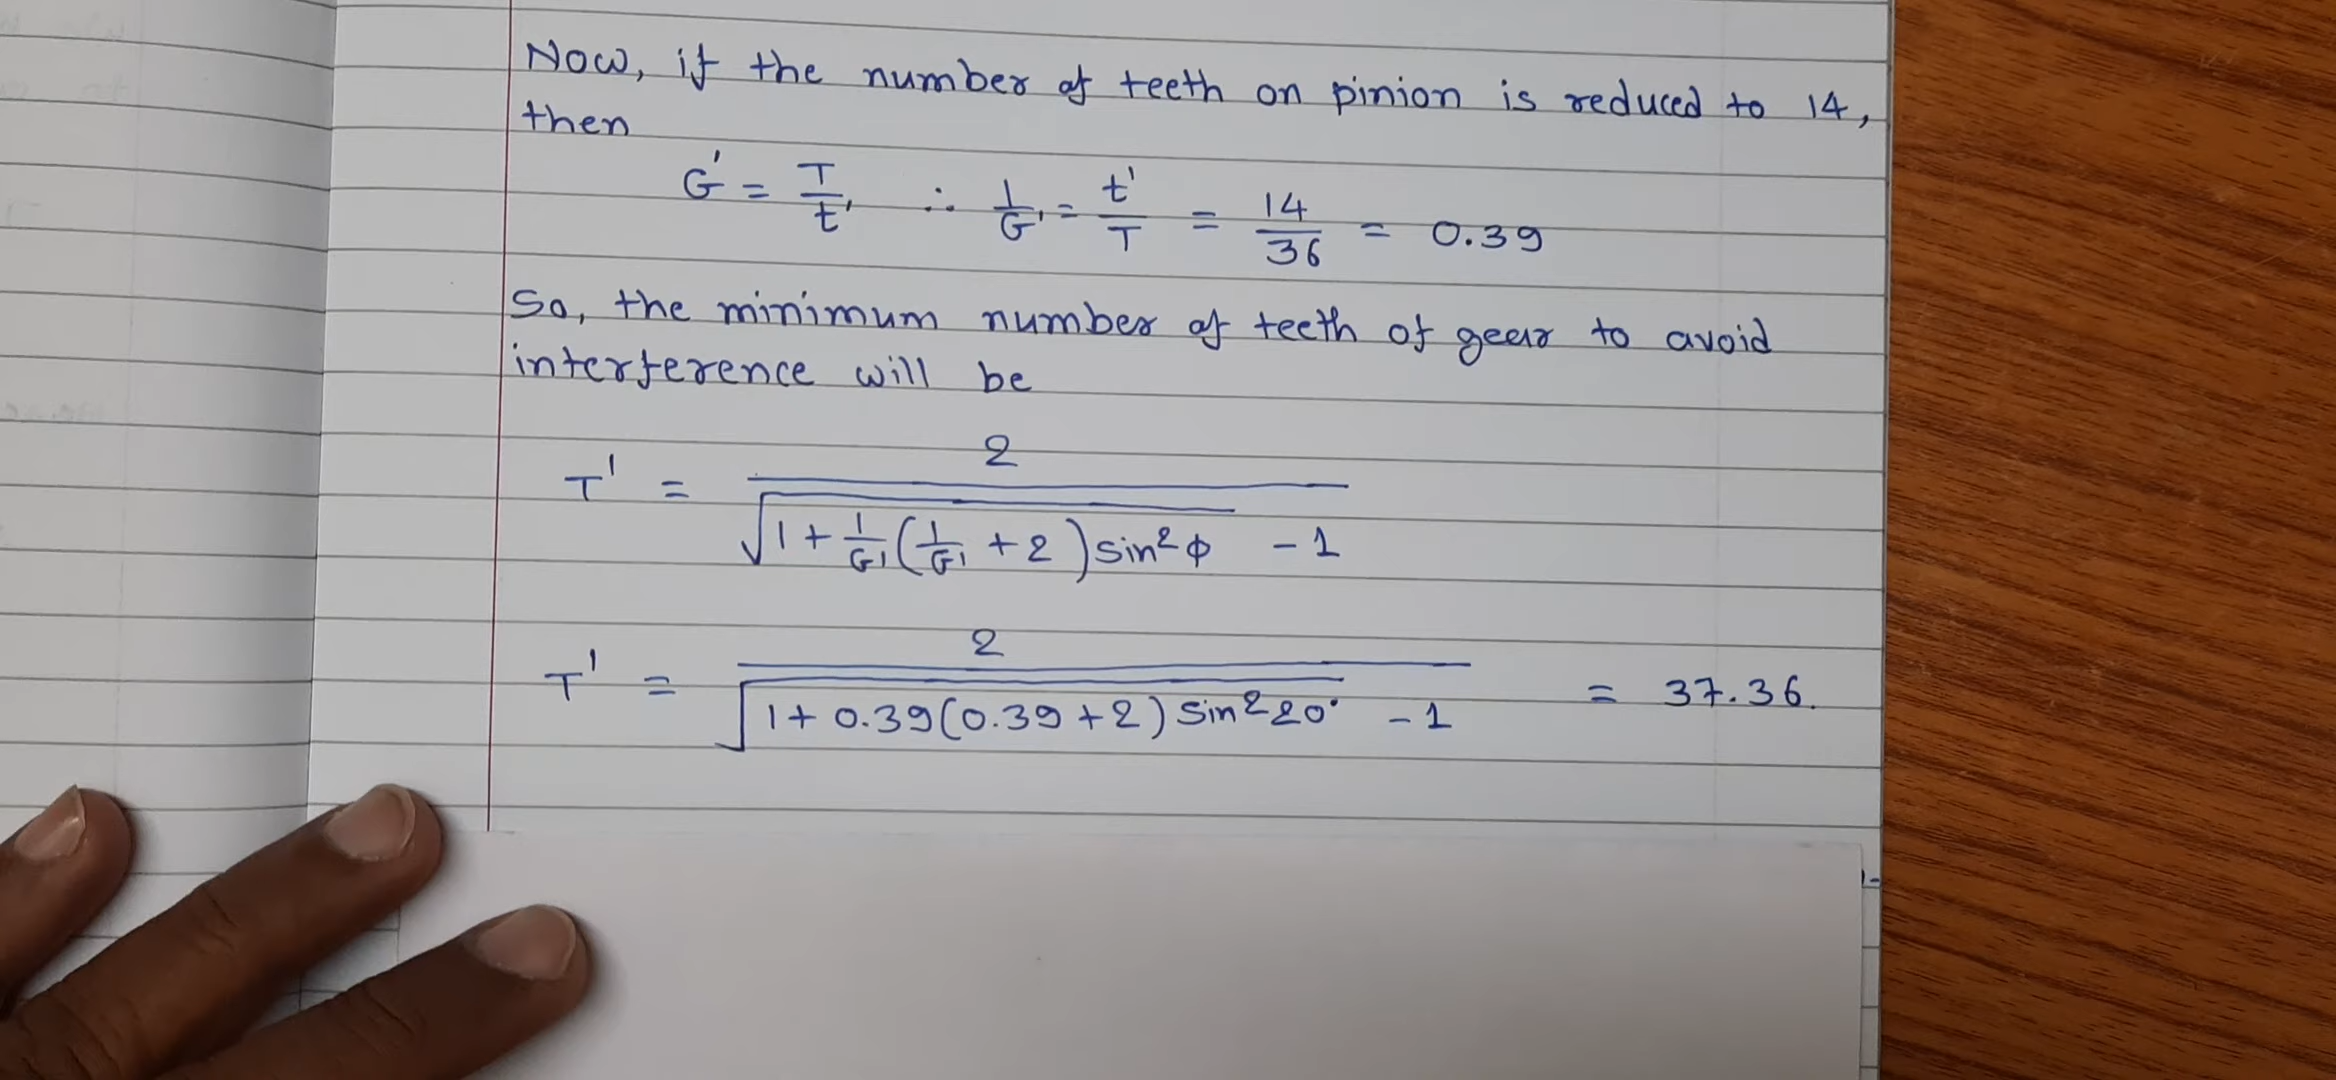 Now, if the number of teeth on pinion is reduced to 14,
then
G' = T/t' ∴ 1/G' = t'/T = 14/36 = 0.39
So, the minimum number of teeth of gear to avoid
interference will be
T' = 2/(√(1 + 1/G' (1/G' + 2) sin²φ) - 1)
T' = 2/(√(1 + 0.39(0.39 + 2) sin²20°) - 1) = 37.36.